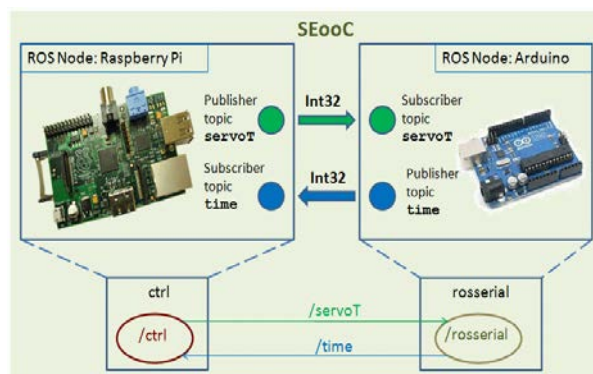 SEooC
ROS Node: Raspberry Pi
Publisher
topic
servoT
Subscriber
topic
time
Int32
Int32
ROS Node: Arduino
Subscriber
topic
servoT
Publisher
topic
time
ctrl
/ctrl
/servoT
/time
rosserial
/rosserial